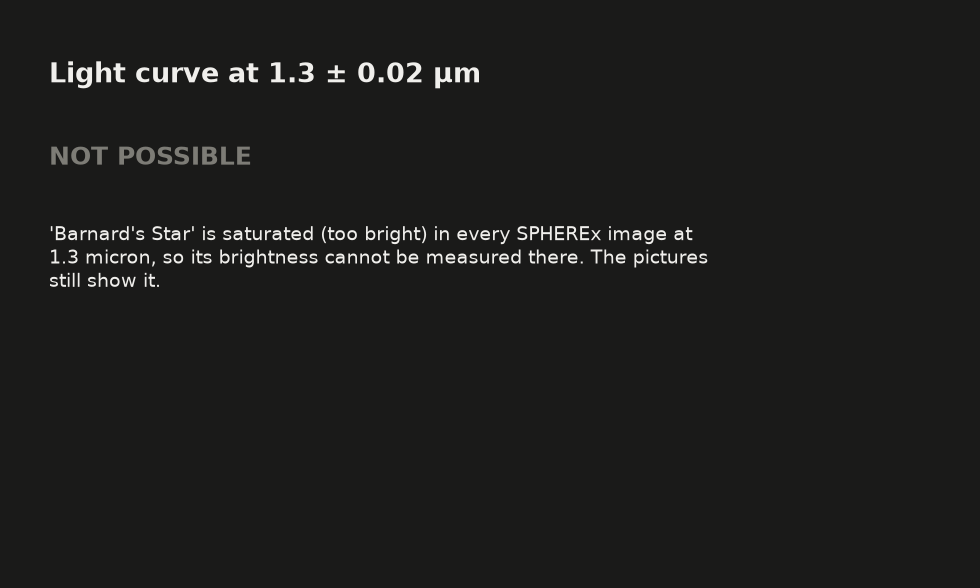 Light curve at 1.3 ± 0.02 µm
NOT POSSIBLE
'Barnard's Star' is saturated (too bright) in every SPHEREx image at
1.3 micron, so its brightness cannot be measured there. The pictures
still show it.